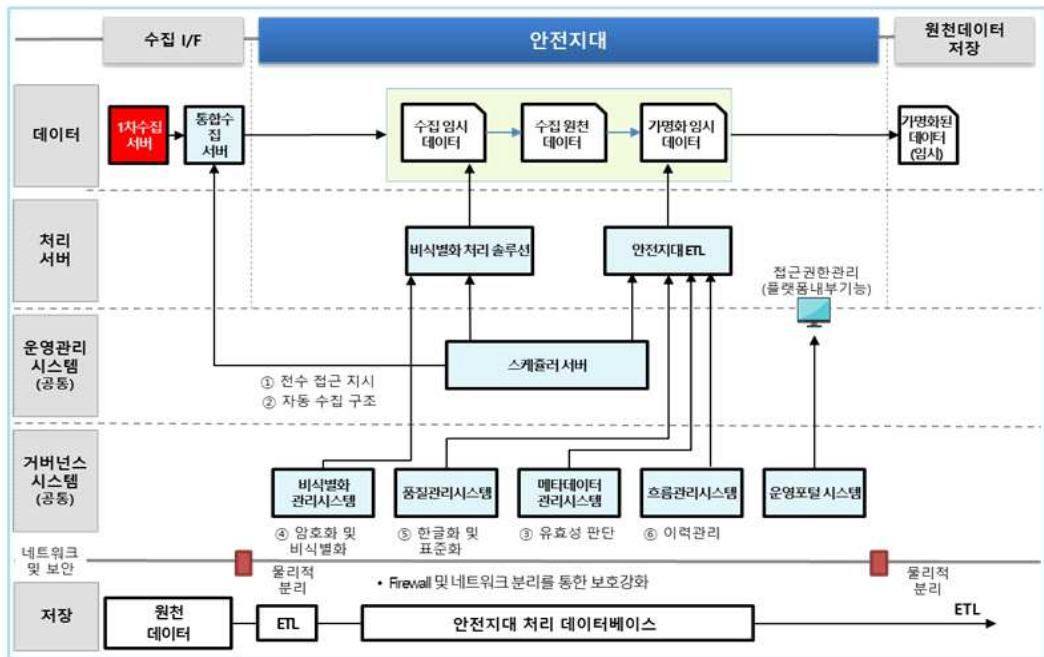 수집 I/F
안전지대
원천데이터
저장
데이터
1차수집
서버
통합수
집
서버
수집 임시
데이터
수집 원천
데이터
가명화 임시
데이터
가명화된
데이터
(임시)
처리
서버
비식별화 처리 솔루션
안전지대 ETL
접근권한관리
(플랫폼내부기능)
운영관리
시스템
(공통)
스케쥴러 서버
① 전수 접근 지시
② 자동 수집 구조
거버넌스
시스템
(공통)
비식별화
관리시스템
품질관리시스템
메타데이터
관리시스템
흐름관리시스템
운영포털 시스템
④ 암호화 및
비식별화
⑤ 한글화 및
표준화
③ 유효성 판단
⑥ 이력관리
네트워크
및 보안
물리적
분리
• Firewall 및 네트워크 분리를 통한 보호강화
물리적
분리
저장
원천
데이터
ETL
안전지대 처리 데이터베이스
ETL